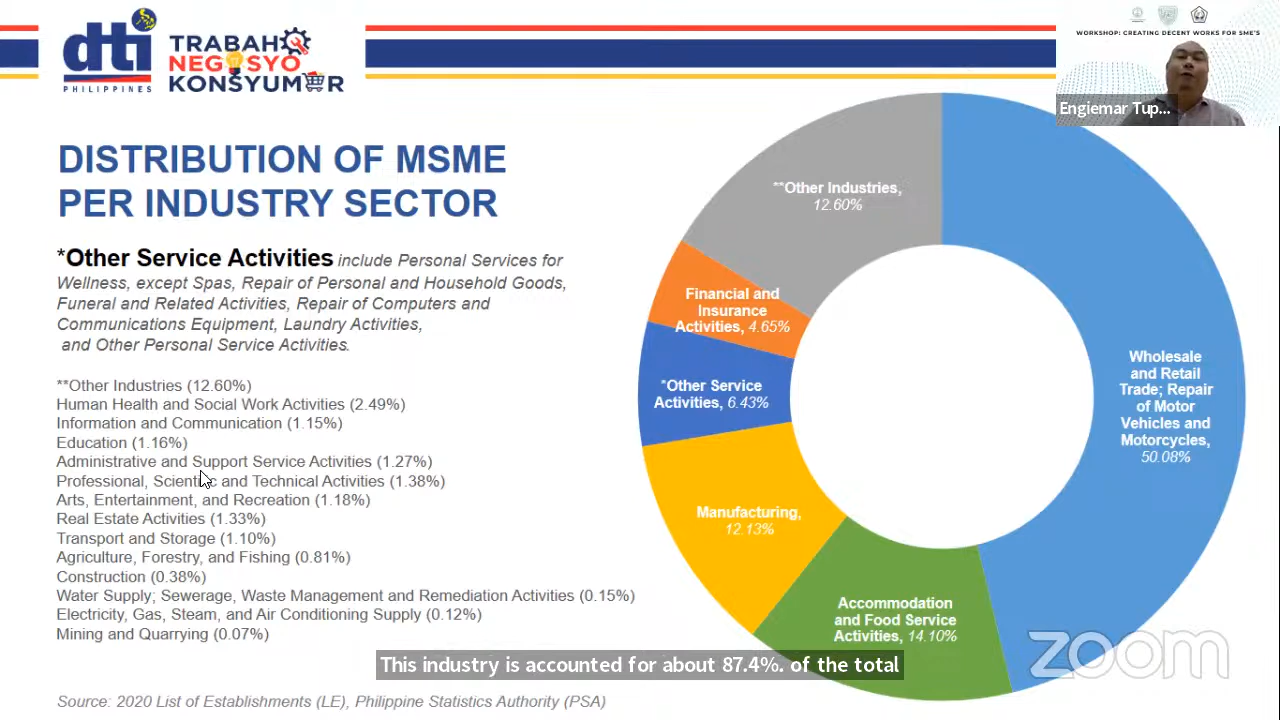 dti
PHILIPPINES
TRABAHO
NEGOSYO
KONSYUMER
WORKSHOP: CREATING DECENT WORKS FOR SME'S
Engiemar Tup...
DISTRIBUTION OF MSME
PER INDUSTRY SECTOR
*Other Service Activities include Personal Services for
Wellness, except Spas, Repair of Personal and Household Goods,
Funeral and Related Activities, Repair of Computers and
Communications Equipment, Laundry Activities,
and Other Personal Service Activities.
**Other Industries (12.60%)
Human Health and Social Work Activities (2.49%)
Information and Communication (1.15%)
Education (1.16%)
Administrative and Support Service Activities (1.27%)
Professional, Scientific and Technical Activities (1.38%)
Arts, Entertainment, and Recreation (1.18%)
Real Estate Activities (1.33%)
Transport and Storage (1.10%)
Agriculture, Forestry, and Fishing (0.81%)
Construction (0.38%)
Water Supply; Sewerage, Waste Management and Remediation Activities (0.15%)
Electricity, Gas, Steam, and Air Conditioning Supply (0.12%)
Mining and Quarrying (0.07%)
Source: 2020 List of Establishments (LE), Philippine Statistics Authority (PSA)
**Other Industries,
12.60%
Financial and
Insurance
Activities, 4.65%
*Other Service
Activities, 6.43%
Manufacturing,
12.13%
Accommodation
and Food Service
Activities, 14.10%
Wholesale
and Retail
Trade; Repair
of Motor
Vehicles and
Motorcycles,
50.08%
This industry is accounted for about 87.4%. of the total
zoom